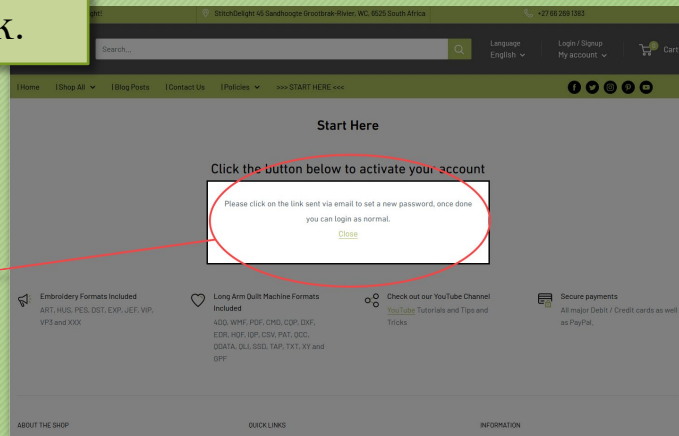 k.
ght!
StitchDelight 45 Sandhoogte Grootbrak-Rivier, WC, 6525 South Africa
+27 66 269 1383
Search...
Language
English
Login / Signup
My account
Cart
| Home | Shop All | Blog Posts | Contact Us | Policies >>> START HERE <<<
Start Here
Click the button below to activate your account
Please click on the link sent via email to set a new password, once done
you can login as normal.
Close
Embroidery Formats Included
ART, HUS, PES, DST, EXP, JEF, VIP,
VP3 and XXX
Long Arm Quilt Machine Formats
Included
4QQ, WMF, PDF, CMD, CQP, DXF,
EQR, HQF, IQP, CSV, PAT, QCC,
QDATA, QLI, SSD, TAP, TXT, XY and
GPF
Check out our YouTube Channel
YouTube Tutorials and Tips and
Tricks
Secure payments
All major Debit / Credit cards as well
as PayPal.
ABOUT THE SHOP
QUICK LINKS
INFORMATION